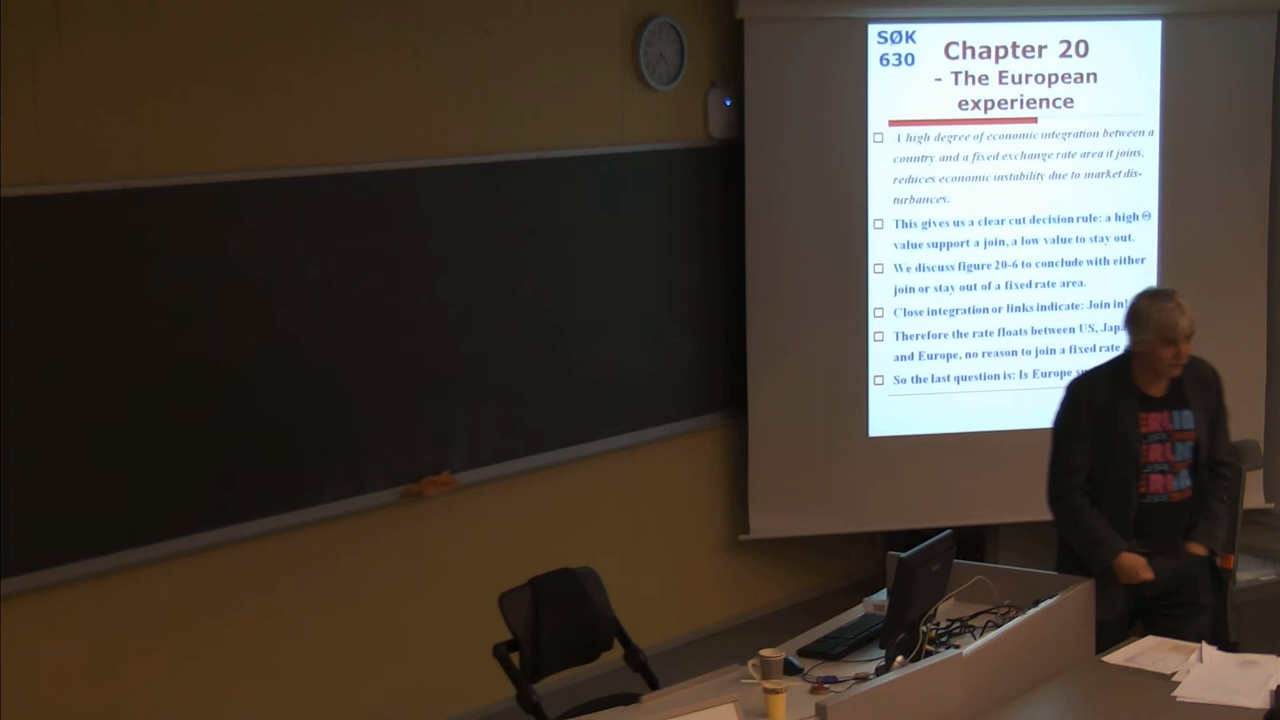 SØK
630
Chapter 20
- The European
experience
A high degree of economic integration between a
country and a fixed exchange rate area it joins,
reduces economic instability due to market dis-
turbances.
This gives us a clear cut decision rule: a high Θ
value support a join, a low value to stay out.
We discuss figure 20-6 to conclude with either
join or stay out of a fixed rate area.
Close integration or links indicate: Join in!
Therefore the rate floats between US,
and Europe, no reason to join a fixed rate
So the last question is: Is Europe